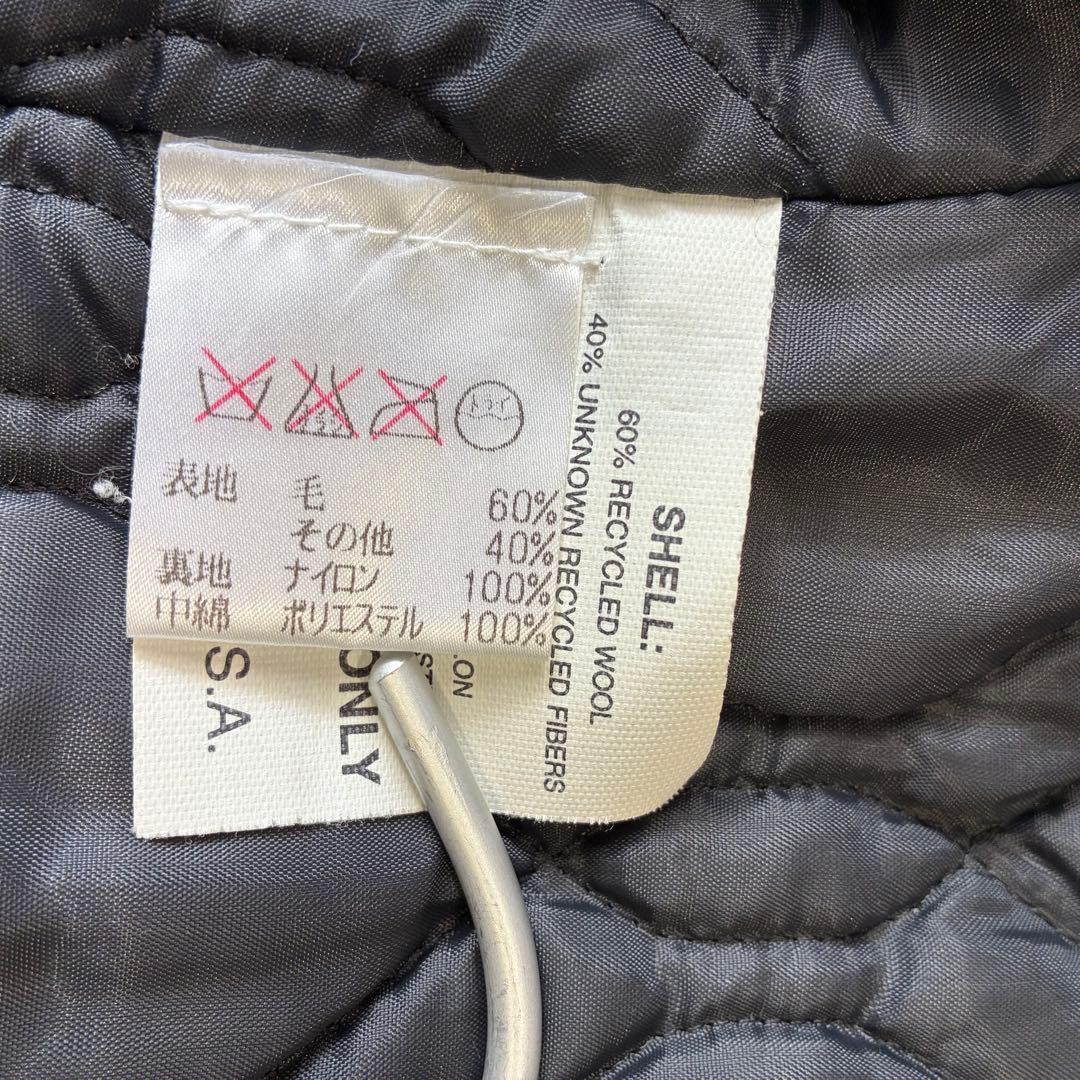 表地 毛 60%
その他 40%
裏地 ナイロン 100%
中綿 ポリエステル 100%
SHELL:
60% RECYCLED WOOL
40% UNKNOWN RECYCLED FIBERS
ONLY
S.A.